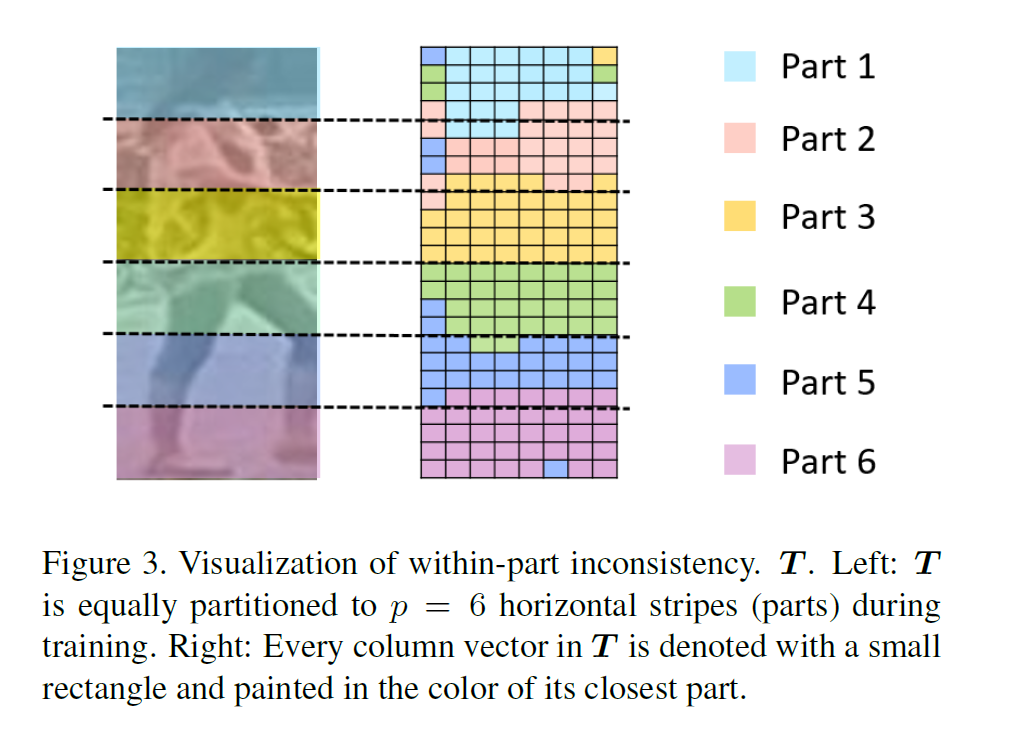 Part 1
Part 2
Part 3
Part 4
Part 5
Part 6
Figure 3. Visualization of within-part inconsistency. T. Left: T
is equally partitioned to p = 6 horizontal stripes (parts) during
training. Right: Every column vector in T is denoted with a small
rectangle and painted in the color of its closest part.